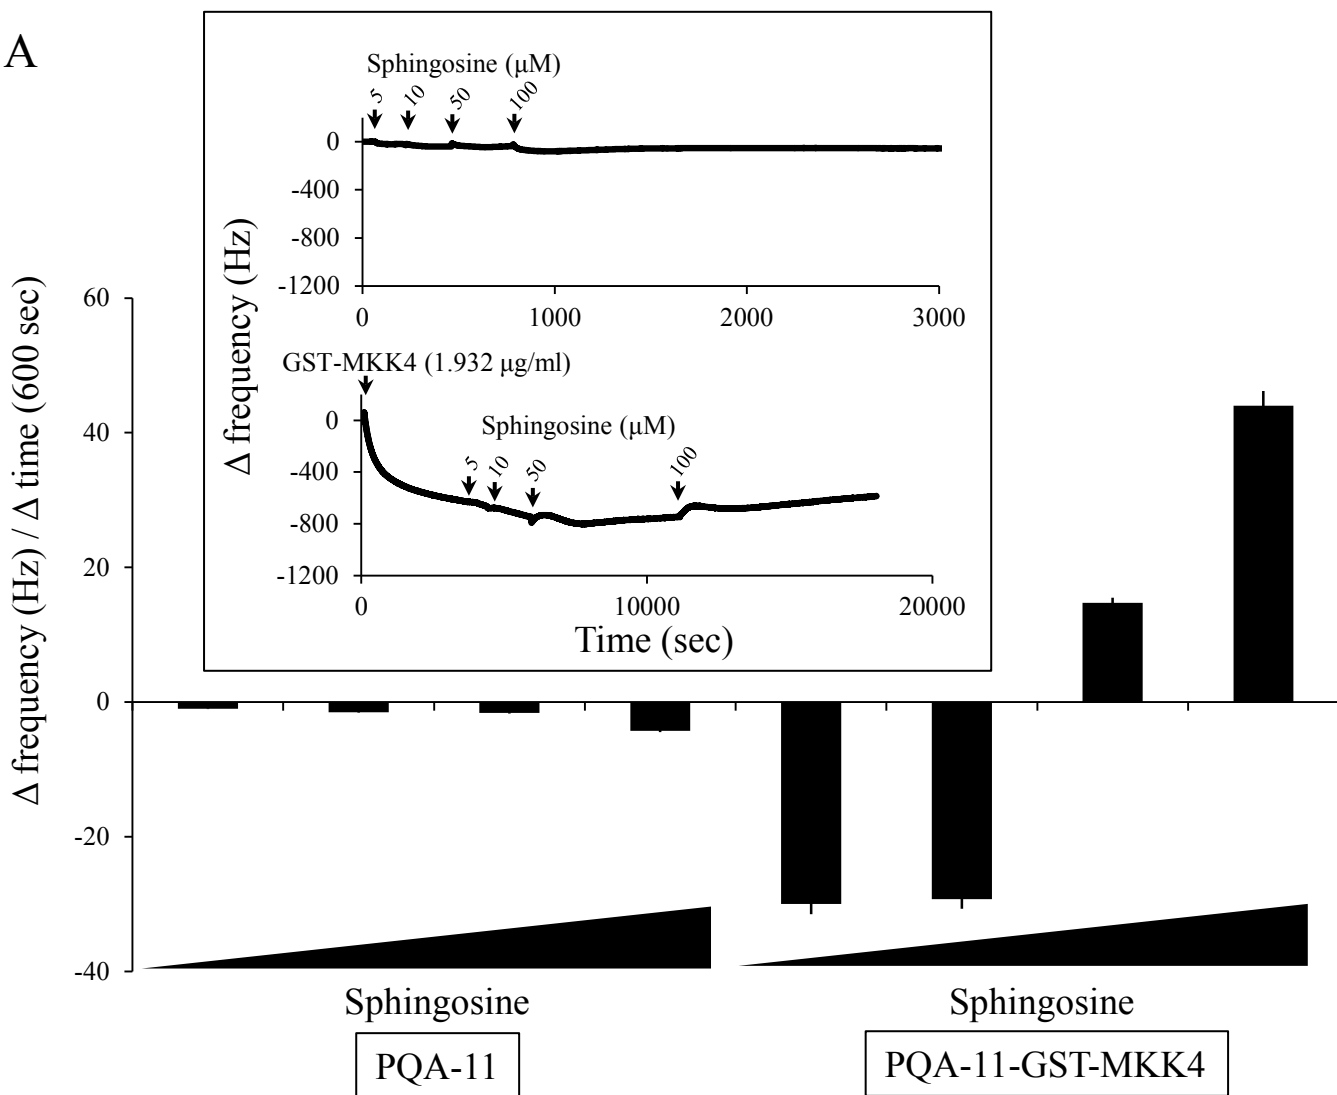 A
Sphingosine (μM)
5 10 50 100
0
-400
-800
-1200
0 1000 2000 3000
GST-MKK4 (1.932 μg/ml)
Sphingosine (μM)
5 10 50 100
0
-400
-800
-1200
0 10000 20000
Time (sec)
Δ frequency (Hz)
Δ frequency (Hz) / Δ time (600 sec)
60
40
20
0
-20
-40
Sphingosine Sphingosine
PQA-11 PQA-11-GST-MKK4